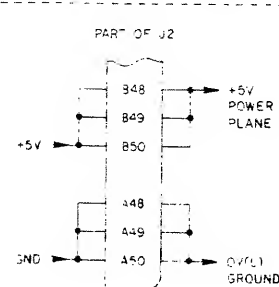 PART OF J2
B48
+5V
POWER
PLANE
B49
+5V
B50
A48
A49
GND
A50
0V(L)
GROUND